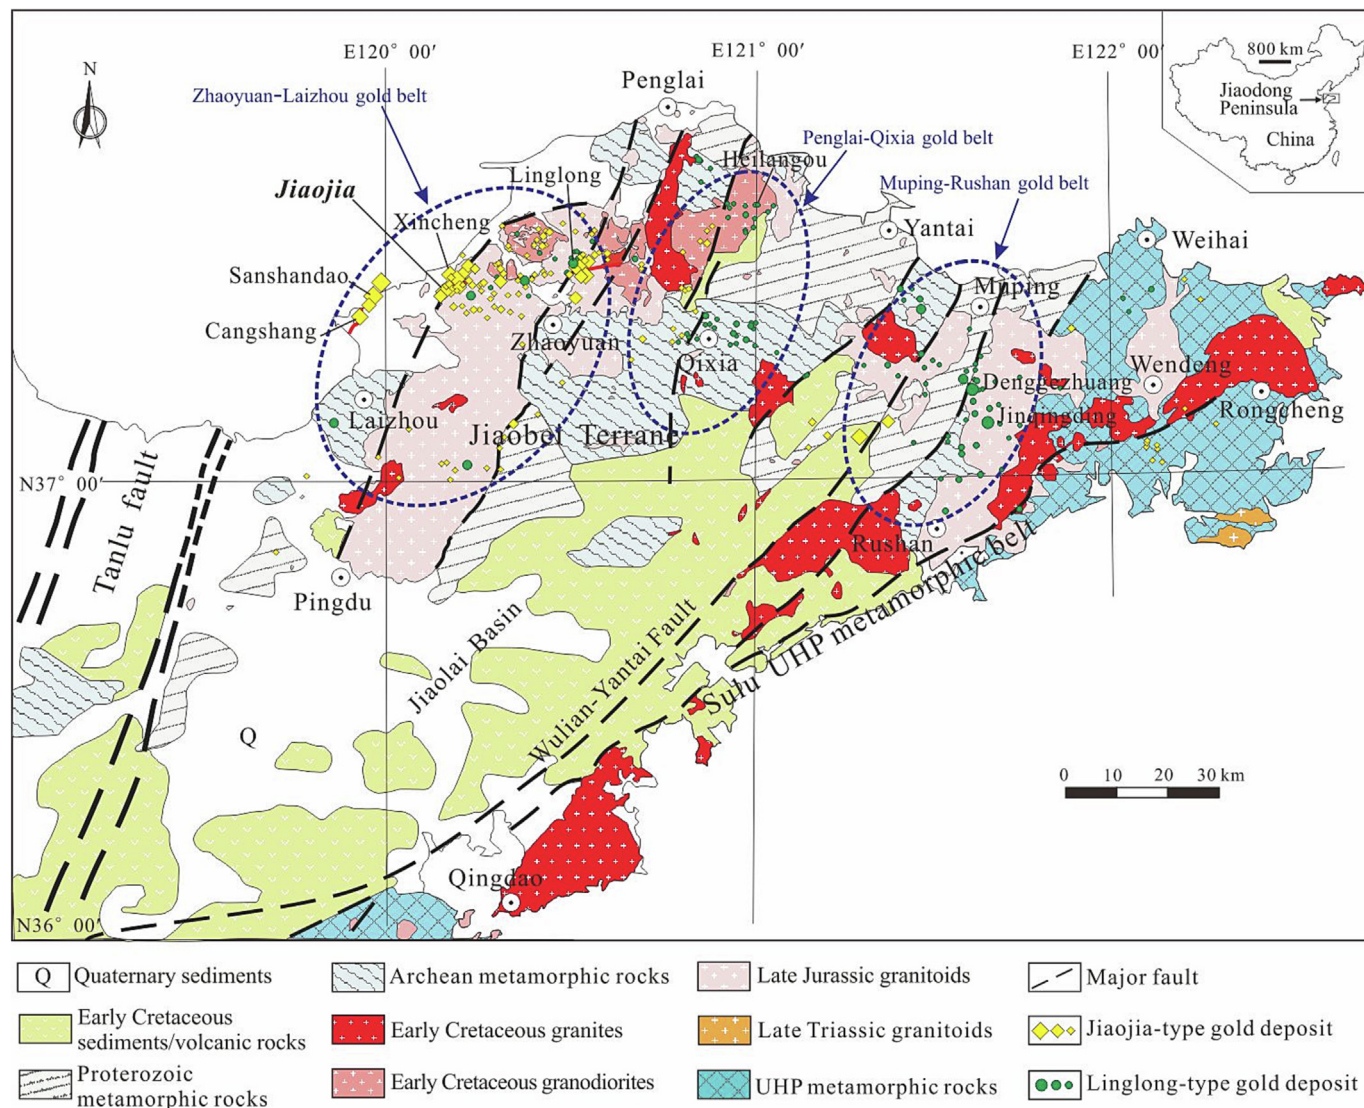 E120° 00′
E121° 00′
E122° 00′
800 km
Jiaodong
Peninsula
China
N
Zhaoyuan-Laizhou gold belt
Penglai
Penglai-Qixia gold belt
Heilangou
Linglong
Muping-Rushan gold belt
Jiaojia
Xincheng
Yantai
Weihai
Sanshandao
Muping
Cangshang
Zhaoyuan
Qixia
Denggezhuang
Wendeng
Jinqingding
Rongcheng
Laizhou
Jiaobei Terrane
N37° 00′
Tanlu fault
Rushan
Pingdu
Jiaolai Basin
Wulian-Yantai Fault
Sulu UHP metamorphic belt
Q
0 10 20 30 km
Qingdao
N36° 00′
Q Quaternary sediments
Archean metamorphic rocks
Late Jurassic granitoids
Major fault
Early Cretaceous
sediments/volcanic rocks
Early Cretaceous granites
Late Triassic granitoids
Jiaojia-type gold deposit
Proterozoic
metamorphic rocks
Early Cretaceous granodiorites
UHP metamorphic rocks
Linglong-type gold deposit